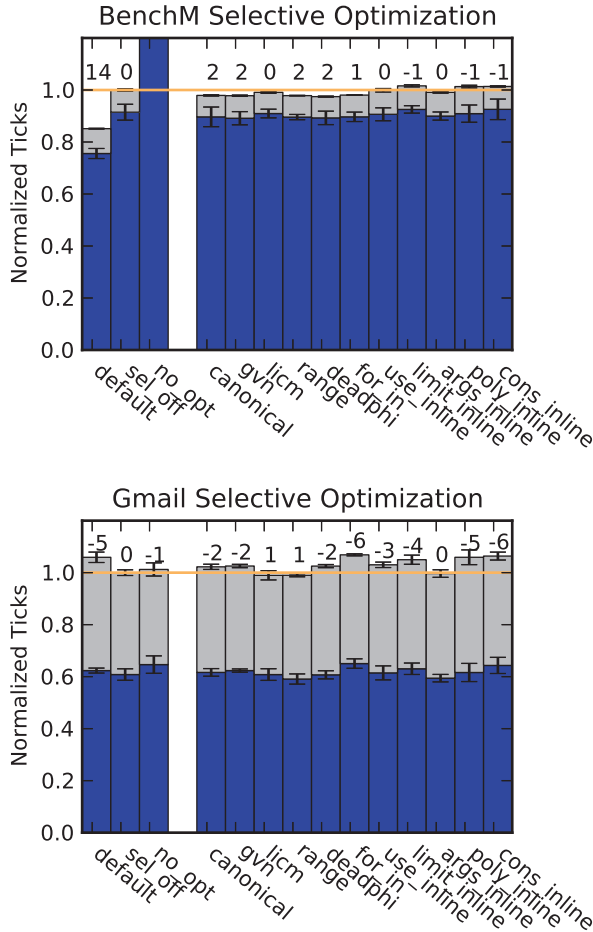 BenchM Selective Optimization
14 0 2 2 0 2 2 1 0 -1 0 -1 -1
Normalized Ticks
1.0
0.8
0.6
0.4
0.2
0.0
default
sel_off
no_opt
canonical
gvn
licm
range
deadphi
for_in_inline
use_inline
limit_inline
args_inline
poly_inline
cons_inline
Gmail Selective Optimization
-5 0 -1 -2 -2 1 1 -2 -6 -3 -4 0 -5 -6
Normalized Ticks
1.0
0.8
0.6
0.4
0.2
0.0
default
sel_off
no_opt
canonical
gvn
licm
range
deadphi
for_in_inline
use_inline
limit_inline
args_inline
poly_inline
cons_inline